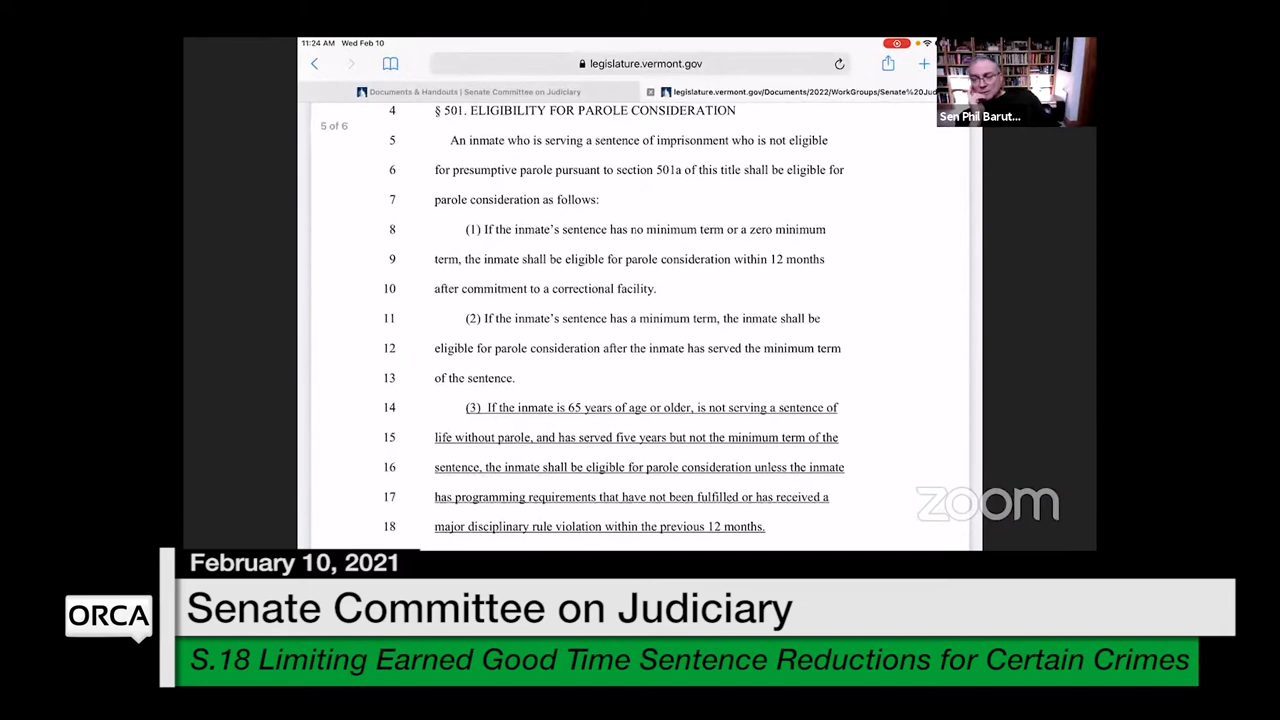 11:24 AM Wed Feb 10
legislature.vermont.gov
Documents & Handouts | Senate Committee on Judiciary
legislature.vermont.gov/Documents/2022/WorkGroups/Senate%20Jud
Sen Phil Barut...
5 of 6
4 § 501. ELIGIBILITY FOR PAROLE CONSIDERATION
5 An inmate who is serving a sentence of imprisonment who is not eligible
6 for presumptive parole pursuant to section 501a of this title shall be eligible for
7 parole consideration as follows:
8 (1) If the inmate’s sentence has no minimum term or a zero minimum
9 term, the inmate shall be eligible for parole consideration within 12 months
10 after commitment to a correctional facility.
11 (2) If the inmate’s sentence has a minimum term, the inmate shall be
12 eligible for parole consideration after the inmate has served the minimum term
13 of the sentence.
14 (3) If the inmate is 65 years of age or older, is not serving a sentence of
15 life without parole, and has served five years but not the minimum term of the
16 sentence, the inmate shall be eligible for parole consideration unless the inmate
17 has programming requirements that have not been fulfilled or has received a
18 major disciplinary rule violation within the previous 12 months.
zoom
February 10, 2021
ORCA
Senate Committee on Judiciary
S.18 Limiting Earned Good Time Sentence Reductions for Certain Crimes